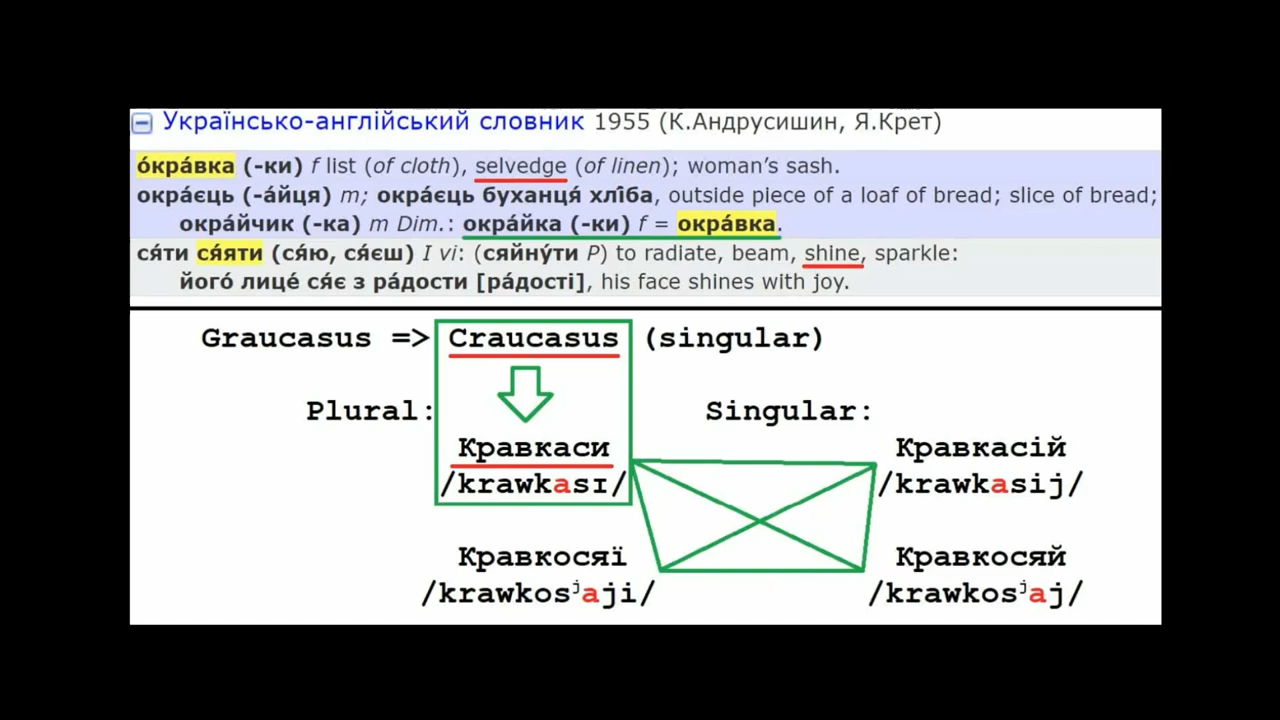 Українсько-англійський словник 1955 (К.Андрусишин, Я.Крет)
о́кра́вка (-ки) f list (of cloth), selvedge (of linen); woman’s sash.
окра́єць (-а́йця) m; окра́єць буханця́ хлі́ба, outside piece of a loaf of bread; slice of bread;
окра́йчик (-ка) m Dim.: окра́йка (-ки) f = окра́вка.
ся́ти ся́яти (ся́ю, ся́єш) I vi: (сяйну́ти P) to radiate, beam, shine, sparkle:
його́ лице́ ся́є з ра́дости [ра́дості], his face shines with joy.
Graucasus => Craucasus (singular)
Plural: Singular:
Кравкаси Кравкасій
/krawkasɪ/ /krawkasij/
Кравкосяї Кравкосяй
/krawkosʲaji/ /krawkosʲaj/